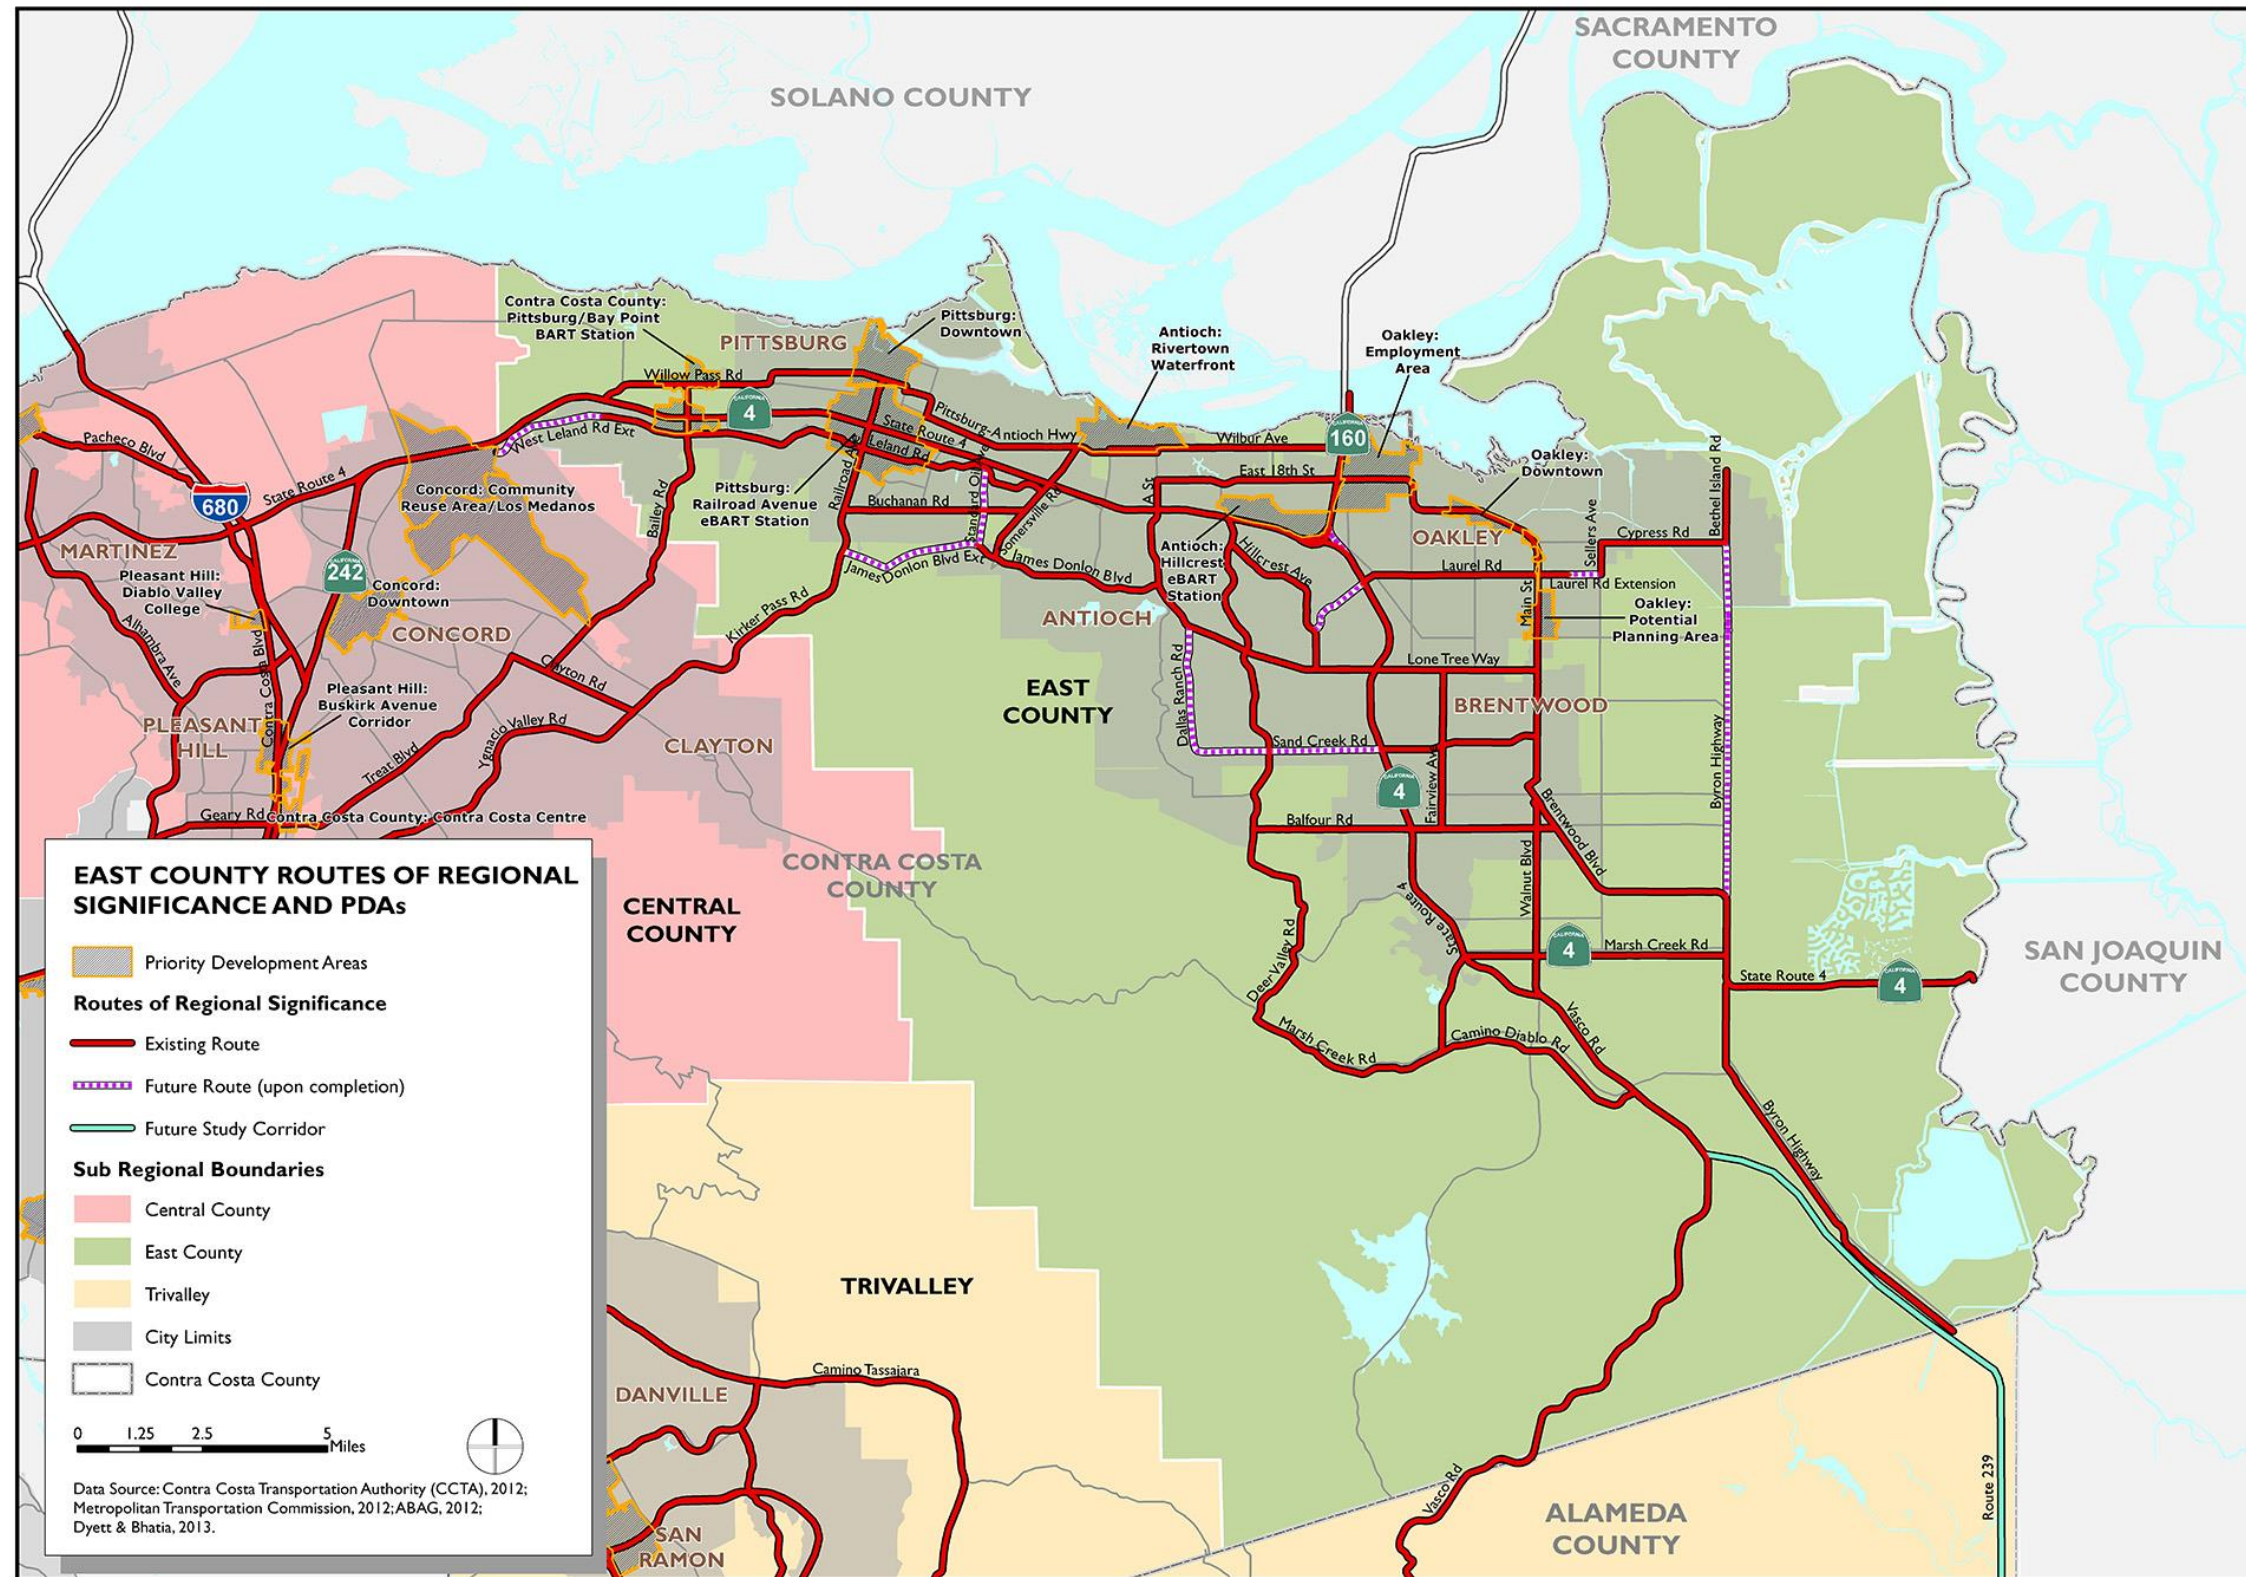 SACRAMENTO
COUNTY
SOLANO COUNTY
Contra Costa County:
Pittsburg/Bay Point
BART Station
PITTSBURG
Pittsburg:
Downtown
Antioch:
Rivertown
Waterfront
Oakley:
Employment
Area
Willow Pass Rd
CALIFORNIA
4
Pittsburg-Antioch Hwy
State Route 4
Leland Rd
West Leland Rd Ext
Wilbur Ave
CALIFORNIA
160
East 18th St
A St
Oakley:
Downtown
Pacheco Blvd
State Route 4
680
Concord: Community
Reuse Area/Los Medanos
Bailey Rd
Pittsburg:
Railroad Avenue
eBART Station
Railroad Ave
Buchanan Rd
Standard Oil Ave
Somersville Rd
James Donlon Blvd Ext
James Donlon Blvd
Antioch:
Hillcrest
eBART
Station
Hillcrest Ave
OAKLEY
Sellers Ave
Cypress Rd
Bethel Island Rd
Laurel Rd
Laurel Rd Extension
Main St
Oakley:
Potential
Planning Area
MARTINEZ
Pleasant Hill:
Diablo Valley
College
CALIFORNIA
242
Concord:
Downtown
CONCORD
Alhambra Ave
Contra Costa Blvd
Kirker Pass Rd
ANTIOCH
Clayton Rd
Lone Tree Way
EAST
COUNTY
Dallas Ranch Rd
BRENTWOOD
Pleasant Hill:
Buskirk Avenue
Corridor
PLEASANT
HILL
Treat Blvd
Ygnacio Valley Rd
CLAYTON
Sand Creek Rd
Fairview Ave
Byron Highway
CALIFORNIA
4
Geary Rd
Contra Costa County: Contra Costa Centre
Balfour Rd
Brentwood Blvd
Walnut Blvd
CONTRA COSTA
COUNTY
CENTRAL
COUNTY
State Route 4
CALIFORNIA
4
Marsh Creek Rd
State Route 4
CALIFORNIA
4
SAN JOAQUIN
COUNTY
Deer Valley Rd
Marsh Creek Rd
Camino Diablo Rd
Vasco Rd
Byron Highway
TRIVALLEY
Camino Tassajara
DANVILLE
SAN
RAMON
Vasco Rd
ALAMEDA
COUNTY
Route 239
EAST COUNTY ROUTES OF REGIONAL
SIGNIFICANCE AND PDAs
Priority Development Areas
Routes of Regional Significance
Existing Route
Future Route (upon completion)
Future Study Corridor
Sub Regional Boundaries
Central County
East County
Trivalley
City Limits
Contra Costa County
0 1.25 2.5 5
Miles
Data Source: Contra Costa Transportation Authority (CCTA), 2012;
Metropolitan Transportation Commission, 2012; ABAG, 2012;
Dyett & Bhatia, 2013.